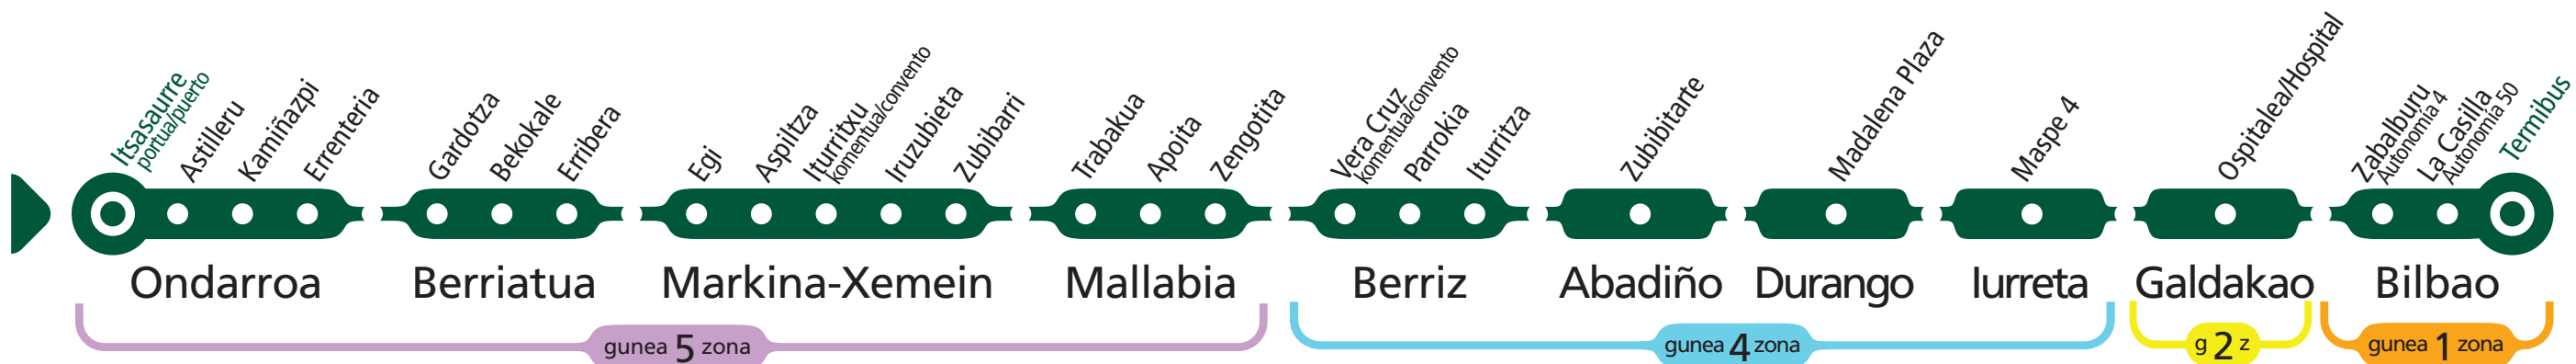 Itsasaurre
portua/puerto
Astilleru
Kamiñazpi
Errenteria
Gardotza
Bekokale
Erribera
Egi
Aspiltza
Iturritxu
komentua/convento
Iruzubieta
Zubibarri
Trabakua
Apoita
Zengotita
Vera Cruz
komentua/convento
Parrokia
Iturritza
Zubibitarte
Madalena Plaza
Maspe 4
Ospitalea/Hospital
Zabalburu
Autonomia 4
La Casilla
Autonomia 50
Termibus
Ondarroa
Berriatua
Markina-Xemein
Mallabia
Berriz
Abadiño
Durango
Iurreta
Galdakao
Bilbao
gunea 5 zona
gunea 4 zona
g 2 z
gunea 1 zona